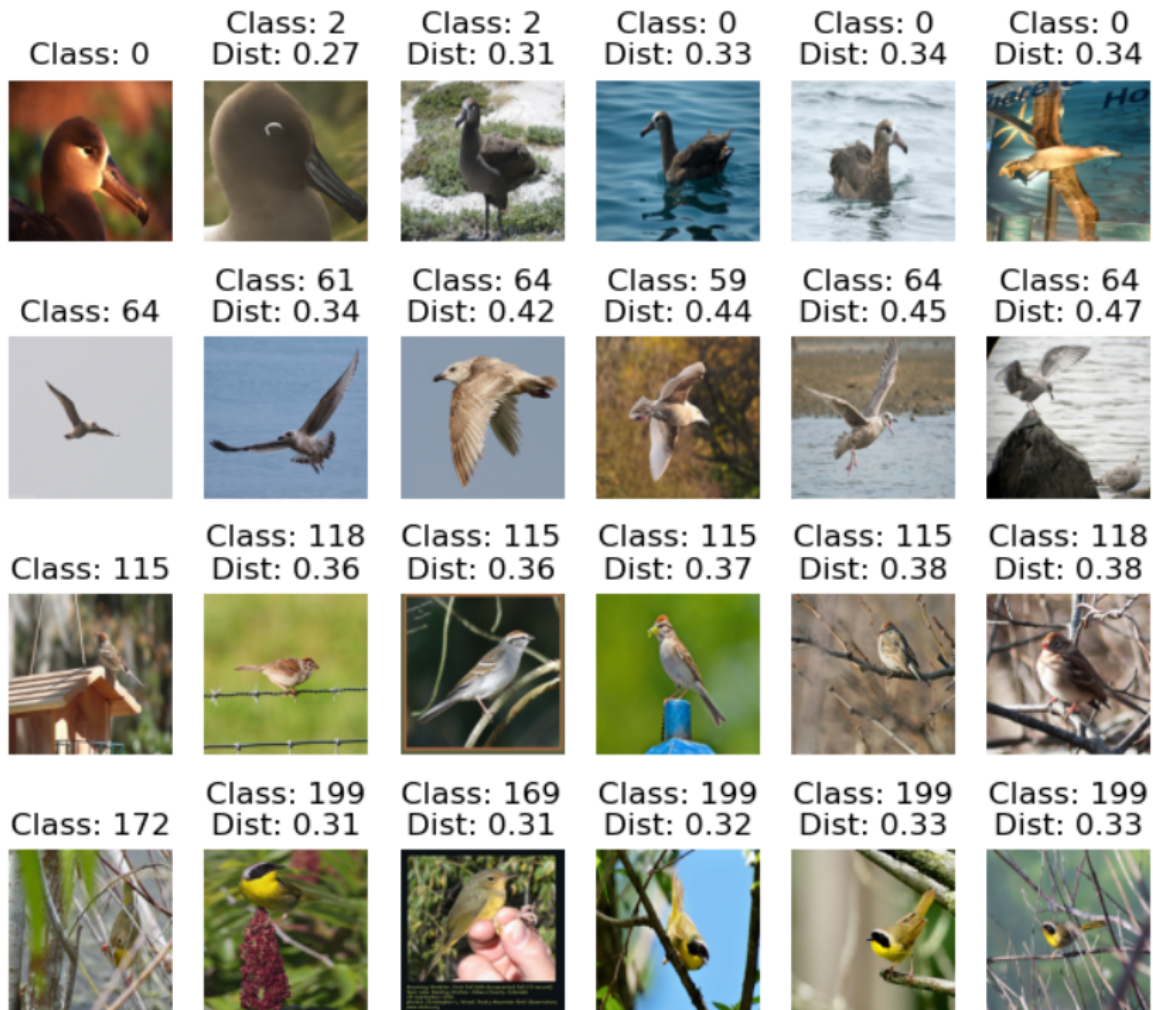 Class: 0
Class: 2
Dist: 0.27
Class: 2
Dist: 0.31
Class: 0
Dist: 0.33
Class: 0
Dist: 0.34
Class: 0
Dist: 0.34
Ho
Class: 64
Class: 61
Dist: 0.34
Class: 64
Dist: 0.42
Class: 59
Dist: 0.44
Class: 64
Dist: 0.45
Class: 64
Dist: 0.47
Class: 115
Class: 118
Dist: 0.36
Class: 115
Dist: 0.36
Class: 115
Dist: 0.37
Class: 115
Dist: 0.38
Class: 118
Dist: 0.38
Class: 172
Class: 199
Dist: 0.31
Class: 169
Dist: 0.31
Class: 199
Dist: 0.32
Class: 199
Dist: 0.33
Class: 199
Dist: 0.33